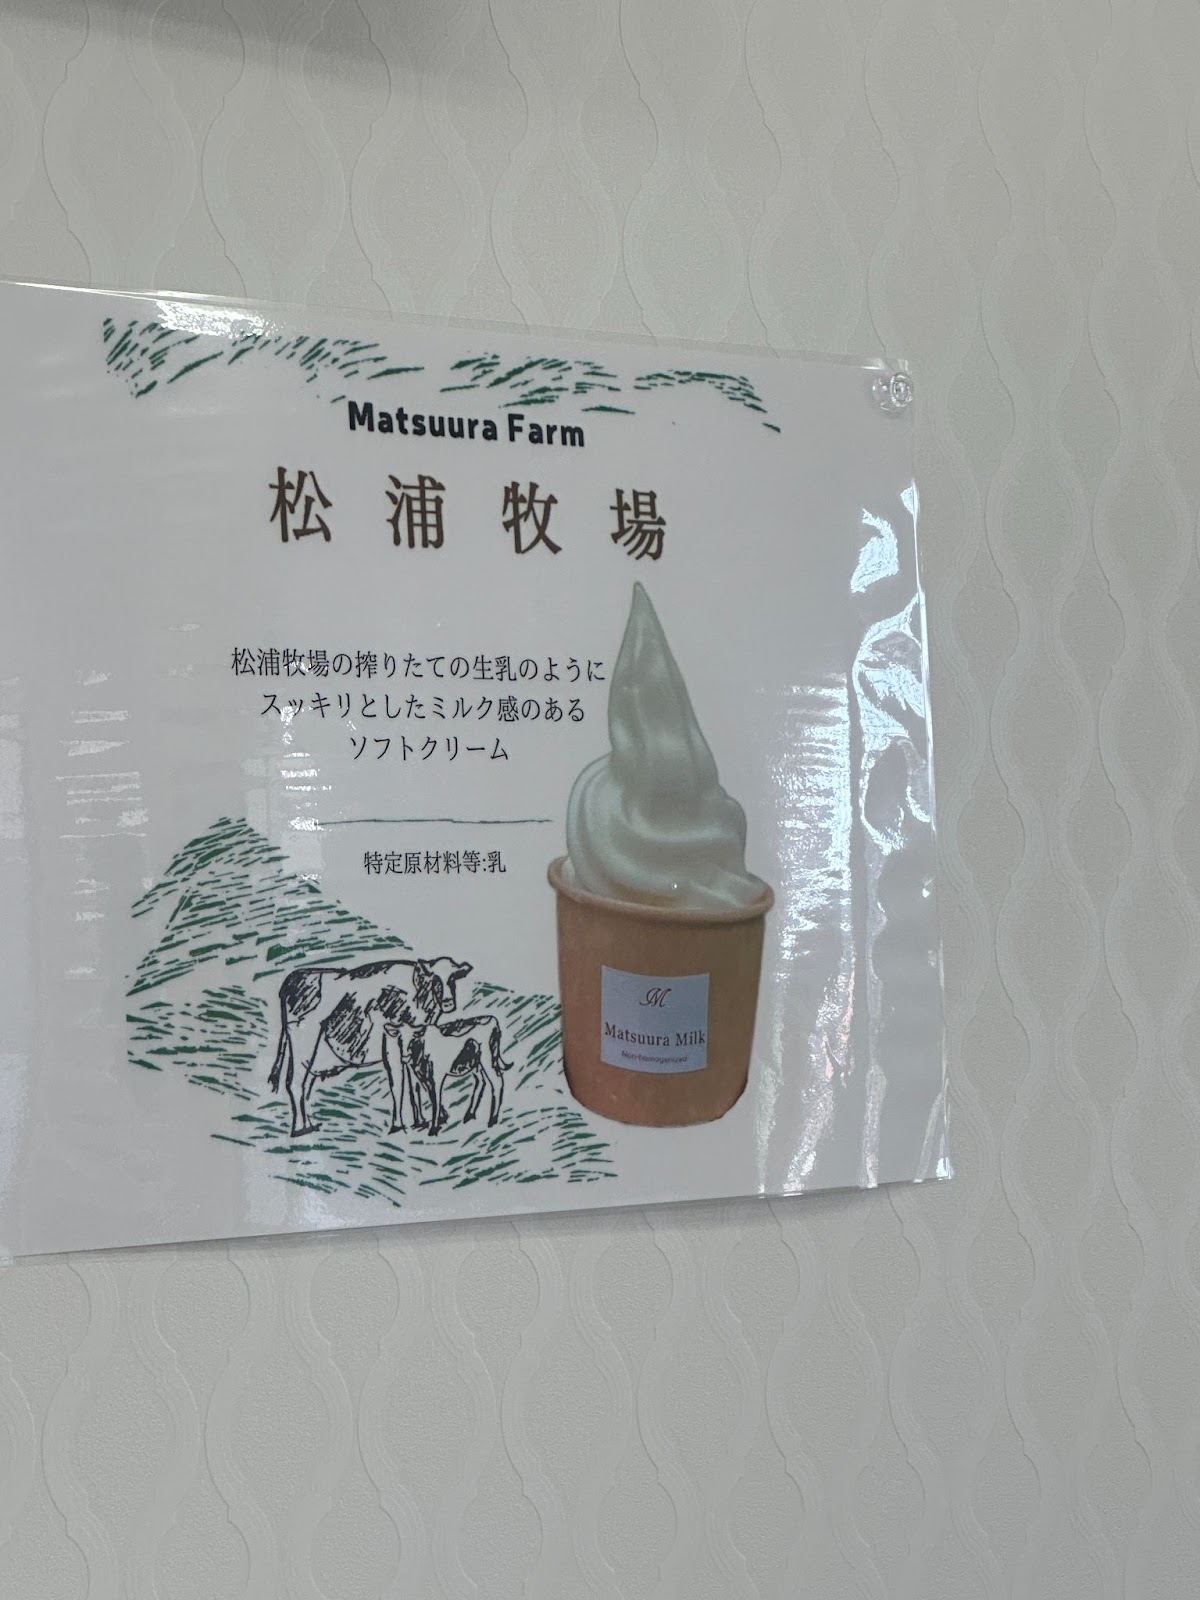 Matsuura Farm
松浦牧場
松浦牧場の搾りたての生乳のように
スッキリとしたミルク感のある
ソフトクリーム
特定原材料等:乳
M
Matsuura Milk
Non-homogenized